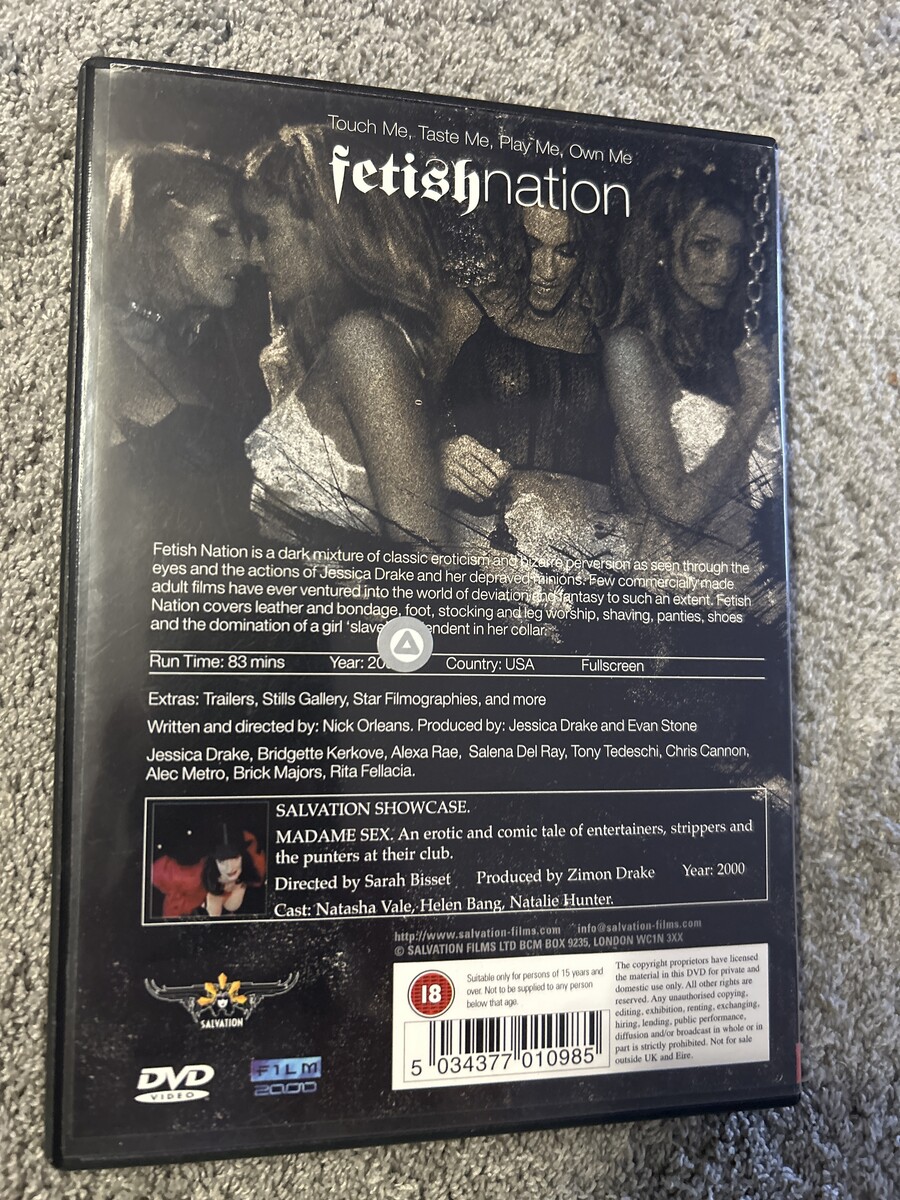 Touch Me, Taste Me, Play Me, Own Me
fetishnation
Fetish Nation is a dark mixture of classic eroticism and bizarre perversion as seen through the
eyes and the actions of Jessica Drake and her depraved minions. Few commercially made
adult films have ever ventured into the world of deviation and fantasy to such an extent. Fetish
Nation covers leather and bondage, foot, stocking and leg worship, shaving, panties, shoes
and the domination of a girl 'slave in her collar.
Run Time: 83 mins Year: Country: USA Fullscreen
Extras: Trailers, Stills Gallery, Star Filmographies, and more
Written and directed by: Nick Orleans. Produced by: Jessica Drake and Evan Stone
Jessica Drake, Bridgette Kerkove, Alexa Rae, Salena Del Ray, Tony Tedeschi, Chris Cannon,
Alec Metro, Brick Majors, Rita Fellacia.
SALVATION SHOWCASE.
MADAME SEX. An erotic and comic tale of entertainers, strippers and
the punters at their club.
Directed by Sarah Bisset Produced by Zimon Drake Year: 2000
Cast: Natasha Vale, Helen Bang, Natalie Hunter.
http://www.salvation-films.com info@salvation-films.com
© SALVATION FILMS LTD BCM BOX 9235, LONDON WC1N 3XX
SALVATION
DVD
VIDEO
FILM
2000
18
Suitable only for persons of 15 years and
over. Not to be supplied to any person
below that age.
5 034377 010985
The copyright proprietors have licensed
the material in this DVD for private and
domestic use only. All other rights are
reserved. Any unauthorised copying,
editing, exhibition, renting, exchanging,
hiring, lending, public performance,
diffusion and/or broadcast in whole or in
part is strictly prohibited. Not for sale
outside UK and Eire.